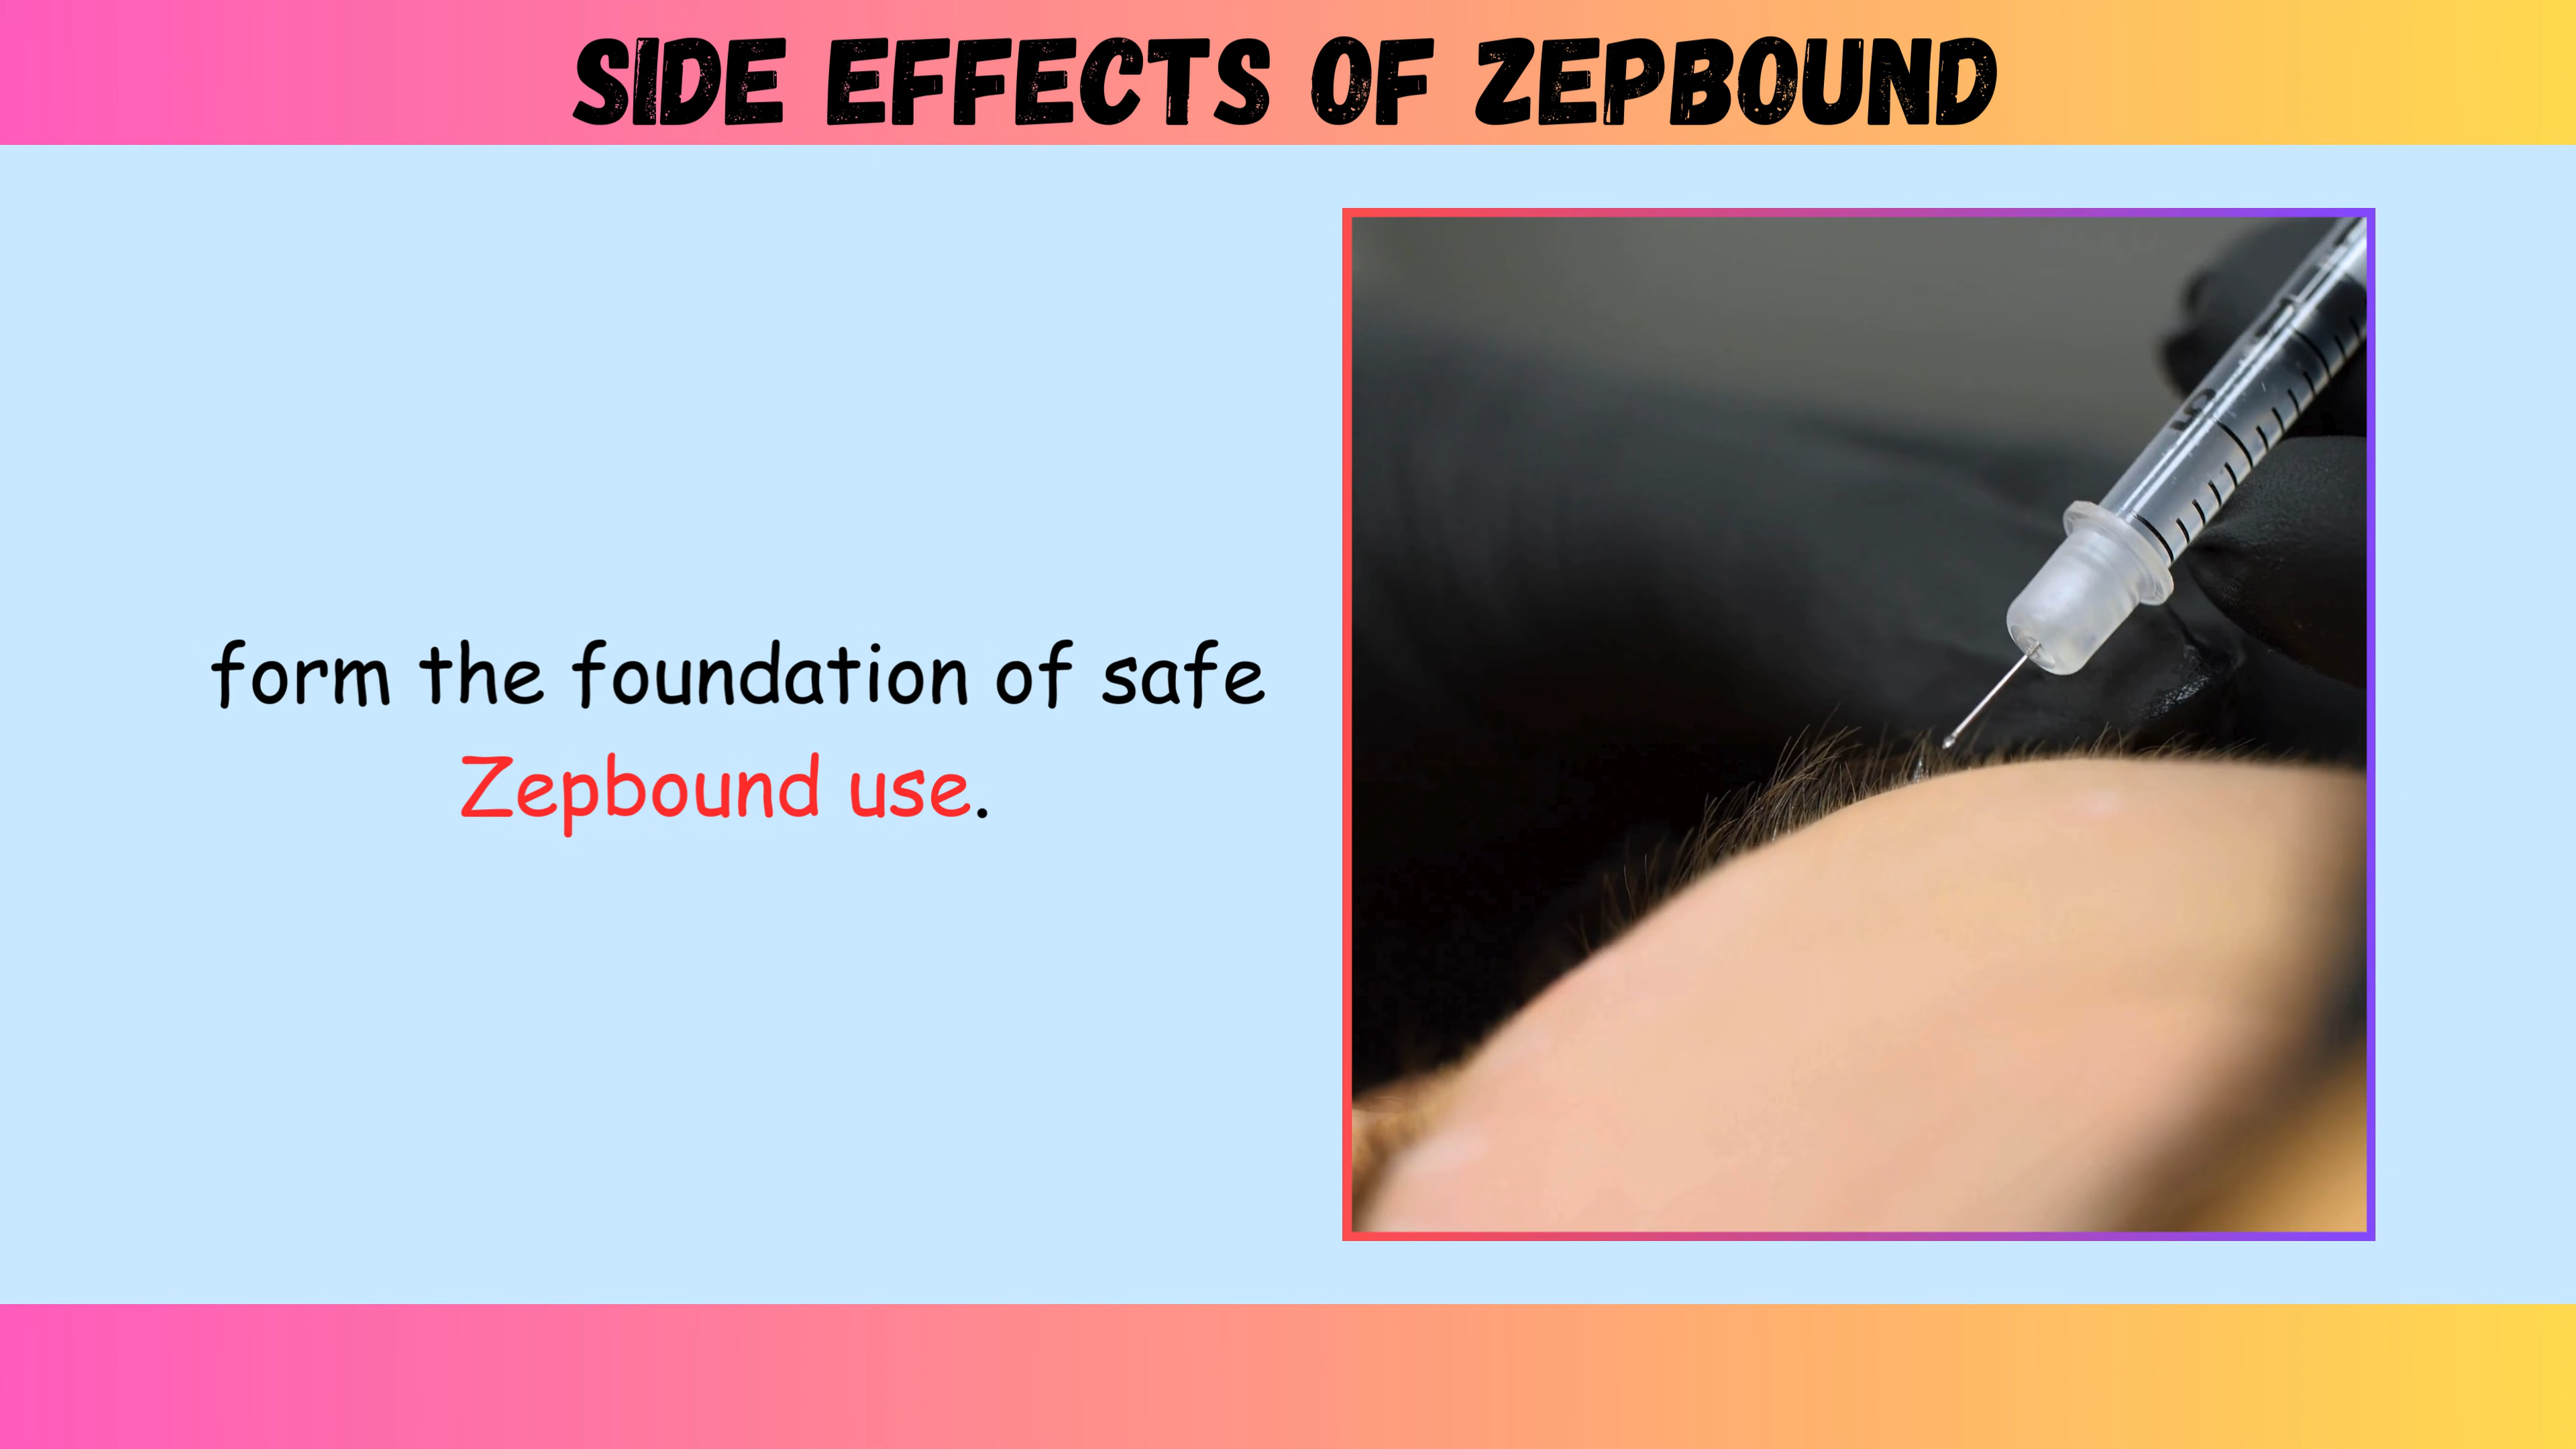 SIDE EFFECTS OF ZEPBOUND
form the foundation of safe
Zepbound use.